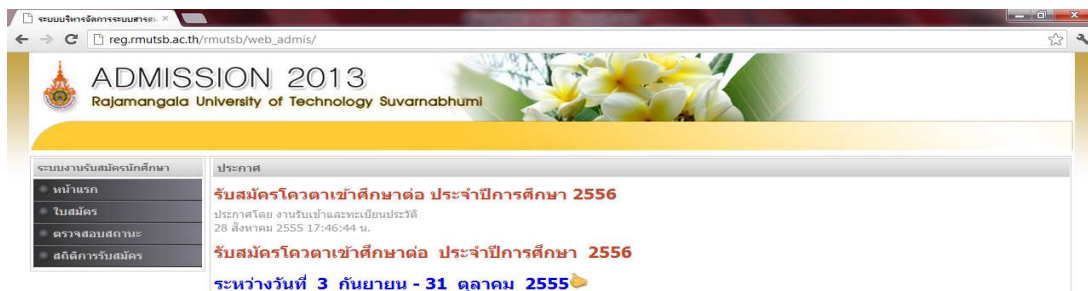 ระบบบริหารจัดการระบบสารส
reg.rmutsb.ac.th/rmutsb/web_admis/
ADMISSION 2013
Rajamangala University of Technology Suvarnabhumi
ระบบงานรับสมัครนักศึกษา
หน้าแรก
ใบสมัคร
ตรวจสอบสถานะ
สถิติการรับสมัคร
ประกาศ
รับสมัครโควตาเข้าศึกษาต่อ ประจำปีการศึกษา 2556
ประกาศโดย งานรับเข้าและทะเบียนประวัติ
28 สิงหาคม 2555 17:46:44 น.
รับสมัครโควตาเข้าศึกษาต่อ ประจำปีการศึกษา 2556
ระหว่างวันที่ 3 กันยายน - 31 ตุลาคม 2555